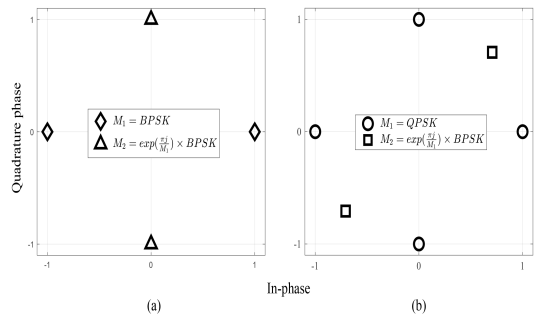 1
0
-1
-1
0
1
M₁ = BPSK
M₂ = exp(πj/M₁) × BPSK
1
0
-1
-1
0
1
M₁ = QPSK
M₂ = exp(πj/M₁) × BPSK
Quadrature phase
In-phase
(a)
(b)